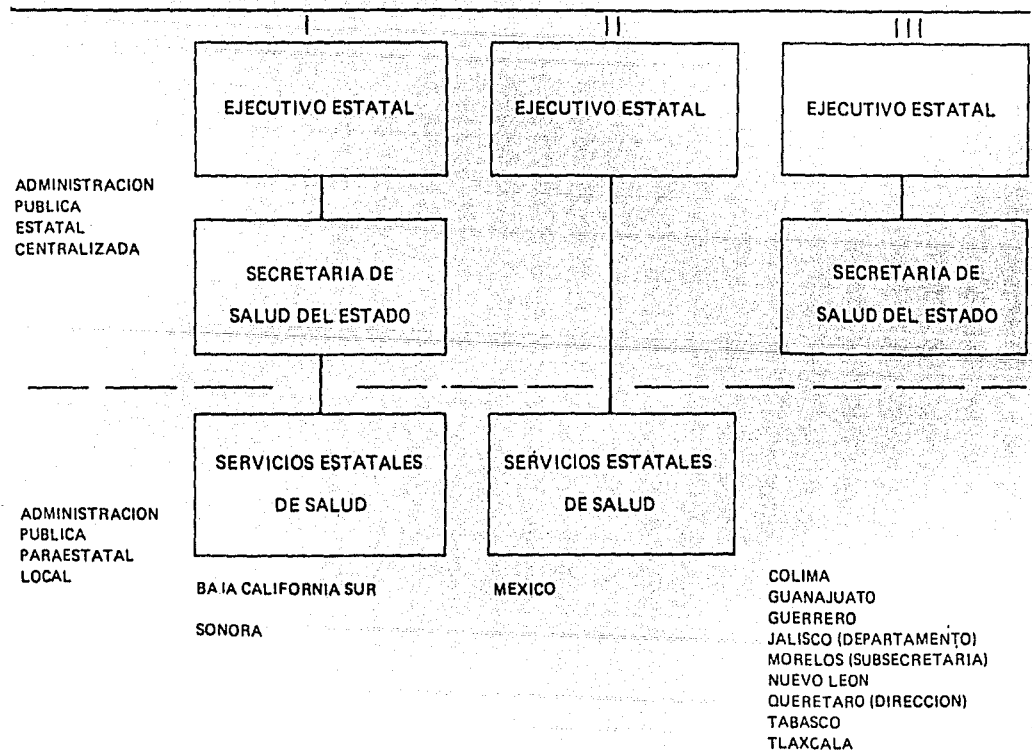 I
II
III
EJECUTIVO ESTATAL
EJECUTIVO ESTATAL
EJECUTIVO ESTATAL
ADMINISTRACION
PUBLICA
ESTATAL
CENTRALIZADA
SECRETARIA DE
SALUD DEL ESTADO
SECRETARIA DE
SALUD DEL ESTADO
ADMINISTRACION
PUBLICA
PARAESTATAL
LOCAL
SERVICIOS ESTATALES
DE SALUD
SERVICIOS ESTATALES
DE SALUD
BAJA CALIFORNIA SUR
SONORA
MEXICO
COLIMA
GUANAJUATO
GUERRERO
JALISCO (DEPARTAMENTO)
MORELOS (SUBSECRETARIA)
NUEVO LEON
QUERETARO (DIRECCION)
TABASCO
TLAXCALA